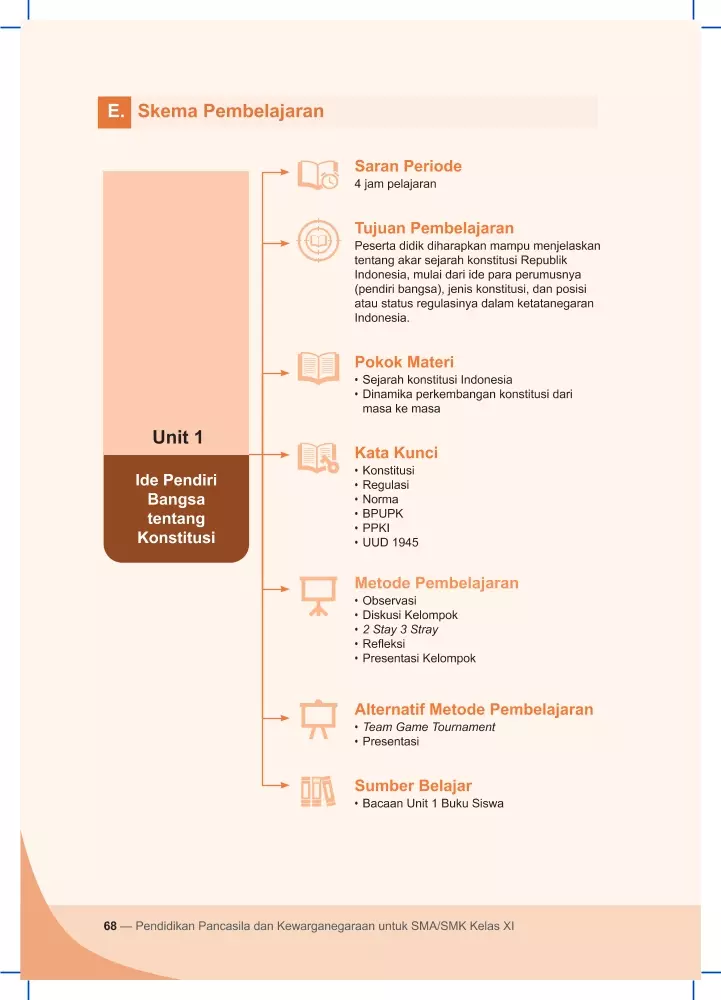 E. Skema Pembelajaran
Unit 1
Ide Pendiri
Bangsa
tentang
Konstitusi
Saran Periode
4 jam pelajaran
Tujuan Pembelajaran
Peserta didik diharapkan mampu menjelaskan
tentang akar sejarah konstitusi Republik
Indonesia, mulai dari ide para perumusnya
(pendiri bangsa), jenis konstitusi, dan posisi
atau status regulasinya dalam ketatanegaran
Indonesia.
Pokok Materi
• Sejarah konstitusi Indonesia
• Dinamika perkembangan konstitusi dari
masa ke masa
Kata Kunci
• Konstitusi
• Regulasi
• Norma
• BPUPK
• PPKI
• UUD 1945
Metode Pembelajaran
• Observasi
• Diskusi Kelompok
• 2 Stay 3 Stray
• Refleksi
• Presentasi Kelompok
Alternatif Metode Pembelajaran
• Team Game Tournament
• Presentasi
Sumber Belajar
• Bacaan Unit 1 Buku Siswa
68 — Pendidikan Pancasila dan Kewarganegaraan untuk SMA/SMK Kelas XI